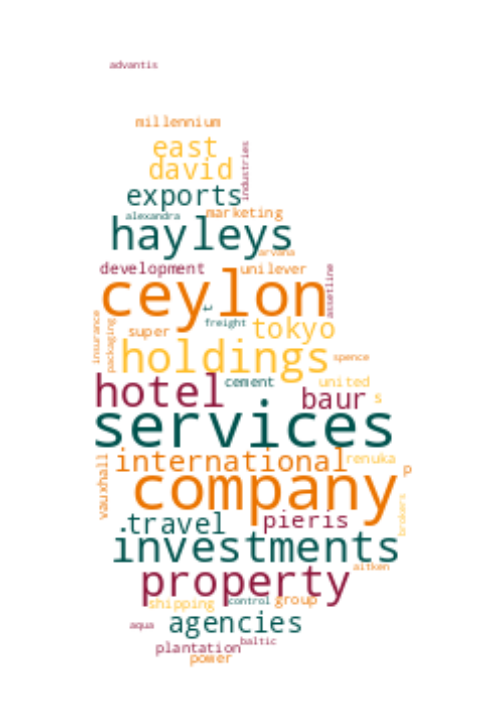 advantis
millennium
east
industries
david
exports
alexandra
marketing
hayleys
arvana
development
unilever
assetline
ceylon
insurance
packaging
freight
super
tokyo
holdings
spence
hotel
cement
united
baur
s
services
international
renuka
p
vauxhall
company
brokers
travel
pieris
investments
aitken
property
shipping
control
group
agencies
aqua
baltic
plantation
power